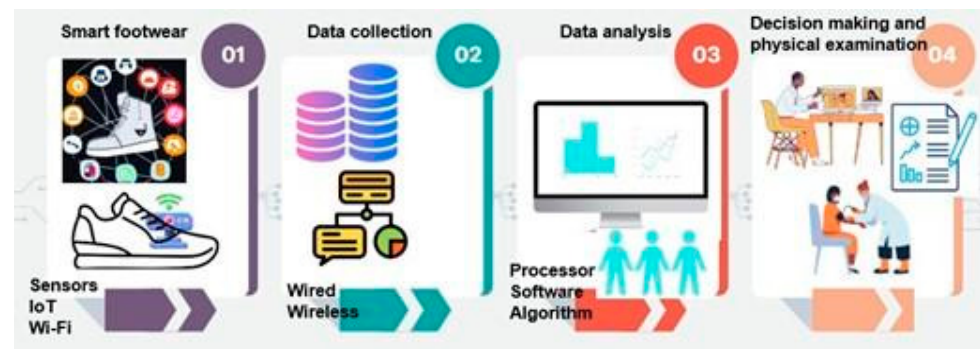 Smart footwear
01
Sensors
IoT
Wi-Fi
Data collection
02
Wired
Wireless
Data analysis
03
Processor
Software
Algorithm
Decision making and
physical examination
04